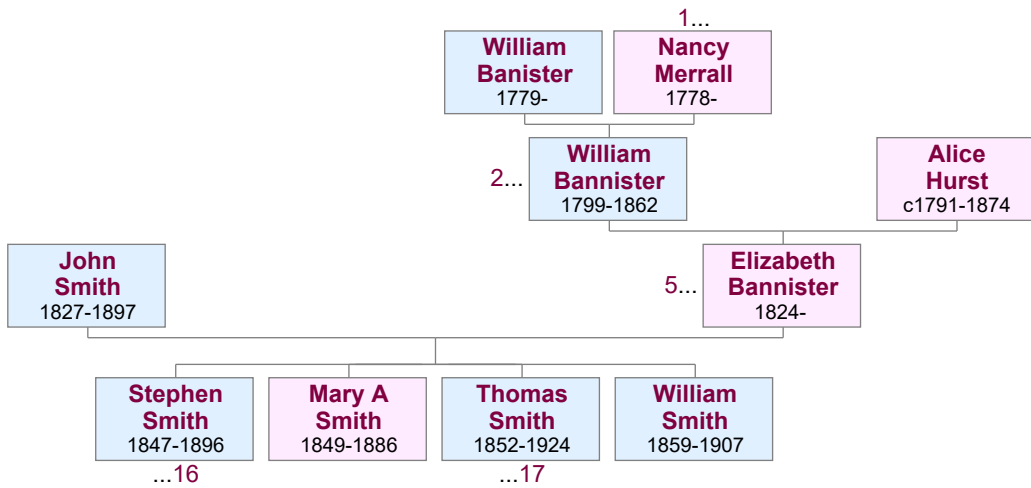 1...
William
Banister
1779-
Nancy
Merrall
1778-
2...
William
Bannister
1799-1862
Alice
Hurst
c1791-1874
John
Smith
1827-1897
5...
Elizabeth
Bannister
1824-
Stephen
Smith
1847-1896
Mary A
Smith
1849-1886
Thomas
Smith
1852-1924
William
Smith
1859-1907
...16
...17